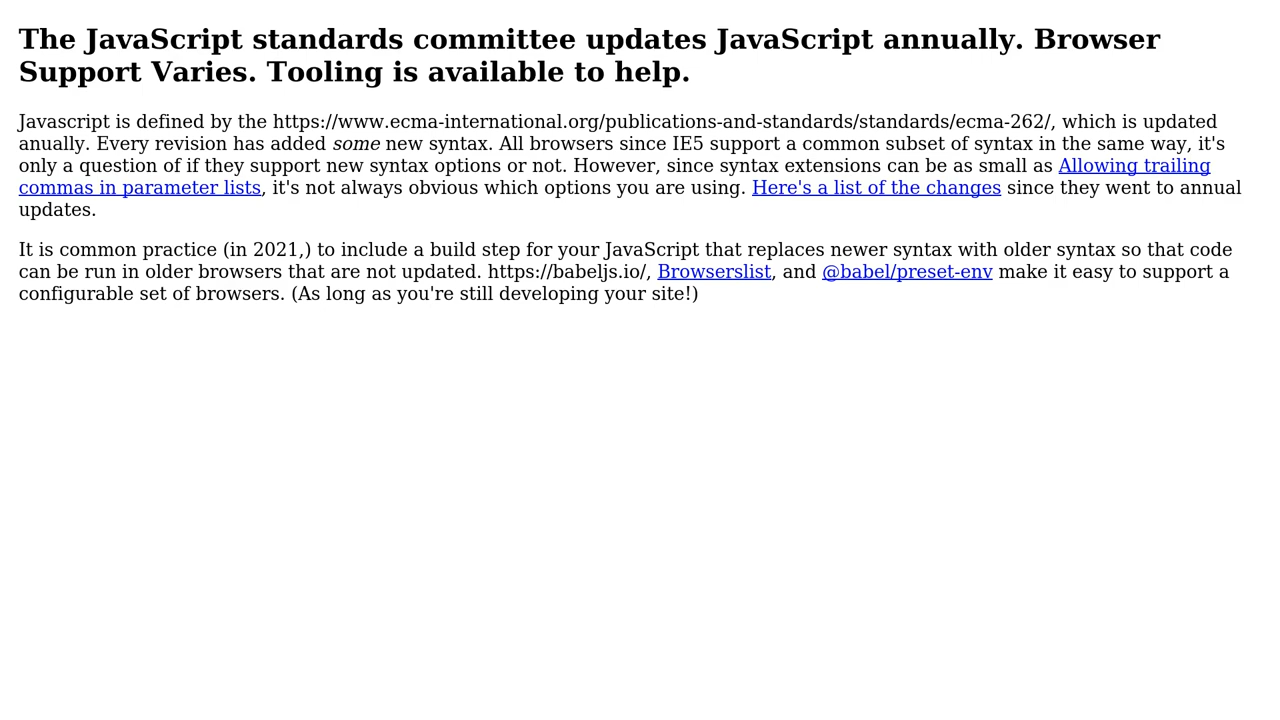 The JavaScript standards committee updates JavaScript annually. Browser
Support Varies. Tooling is available to help.
Javascript is defined by the https://www.ecma-international.org/publications-and-standards/standards/ecma-262/, which is updated
anually. Every revision has added some new syntax. All browsers since IE5 support a common subset of syntax in the same way, it's
only a question of if they support new syntax options or not. However, since syntax extensions can be as small as Allowing trailing
commas in parameter lists, it's not always obvious which options you are using. Here's a list of the changes since they went to annual
updates.
It is common practice (in 2021,) to include a build step for your JavaScript that replaces newer syntax with older syntax so that code
can be run in older browsers that are not updated. https://babeljs.io/, Browserslist, and @babel/preset-env make it easy to support a
configurable set of browsers. (As long as you're still developing your site!)